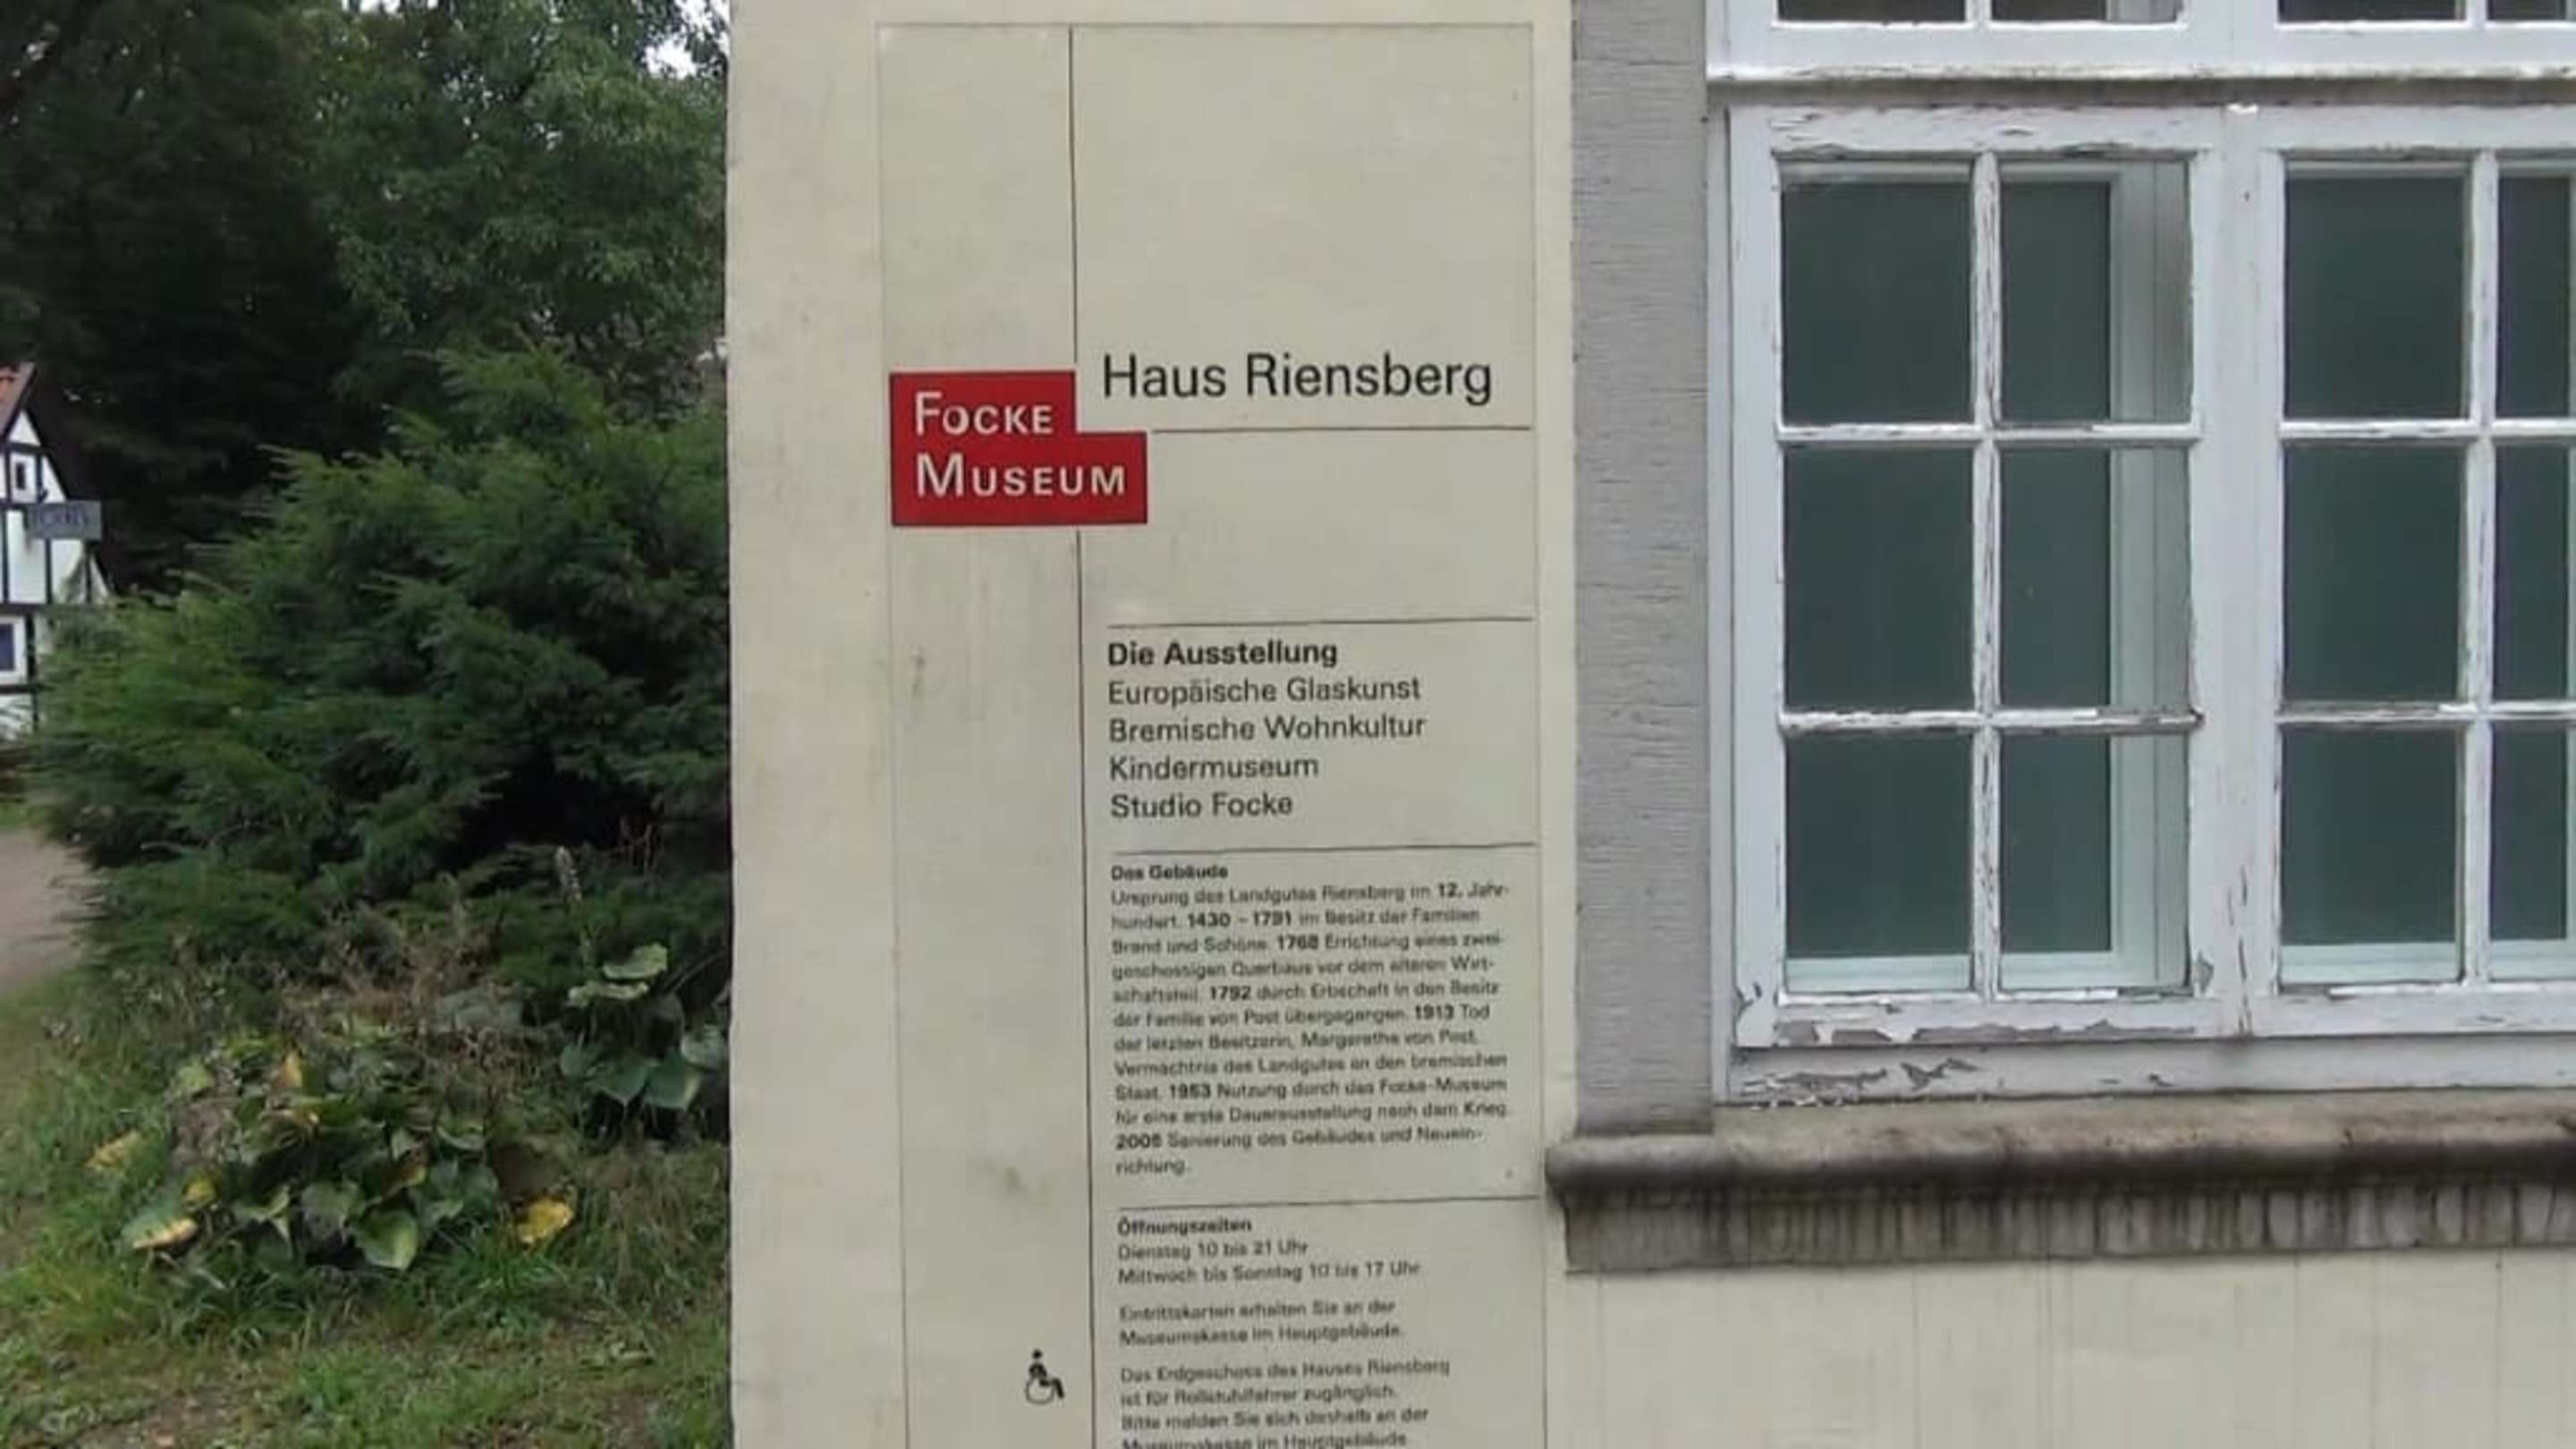 Haus Riensberg
FOCKE
MUSEUM
Die Ausstellung
Europäische Glaskunst
Bremische Wohnkultur
Kindermuseum
Studio Focke
Das Gebäude
Ursprung des Landgutes Riensberg im 12. Jahr-
hundert. 1430 – 1791 im Besitz der Familien
Brand und Schöne. 1768 Errichtung eines zwei-
geschossigen Querbaus vor dem älteren Wirt-
schaftsteil. 1792 durch Erbschaft in den Besitz
der Familie von Post übergegangen. 1913 Tod
der letzten Besitzerin, Margarethe von Post.
Vermächtnis des Landgutes an den bremischen
Staat. 1953 Nutzung durch das Focke-Museum
für eine erste Dauerausstellung nach dem Krieg.
Sanierung des Gebäudes und Neuein-
richtung.
Öffnungszeiten
Dienstag 10 bis 21 Uhr
Mittwoch bis Sonntag 10 bis 17 Uhr
Eintrittskarten erhalten Sie an der
Museumskasse im Hauptgebäude.
Das Erdgeschoss des Hauses Riensberg
ist für Rollstuhlfahrer zugänglich.
Bitte melden Sie sich deshalb an der
Museumskasse im Hauptgebäude